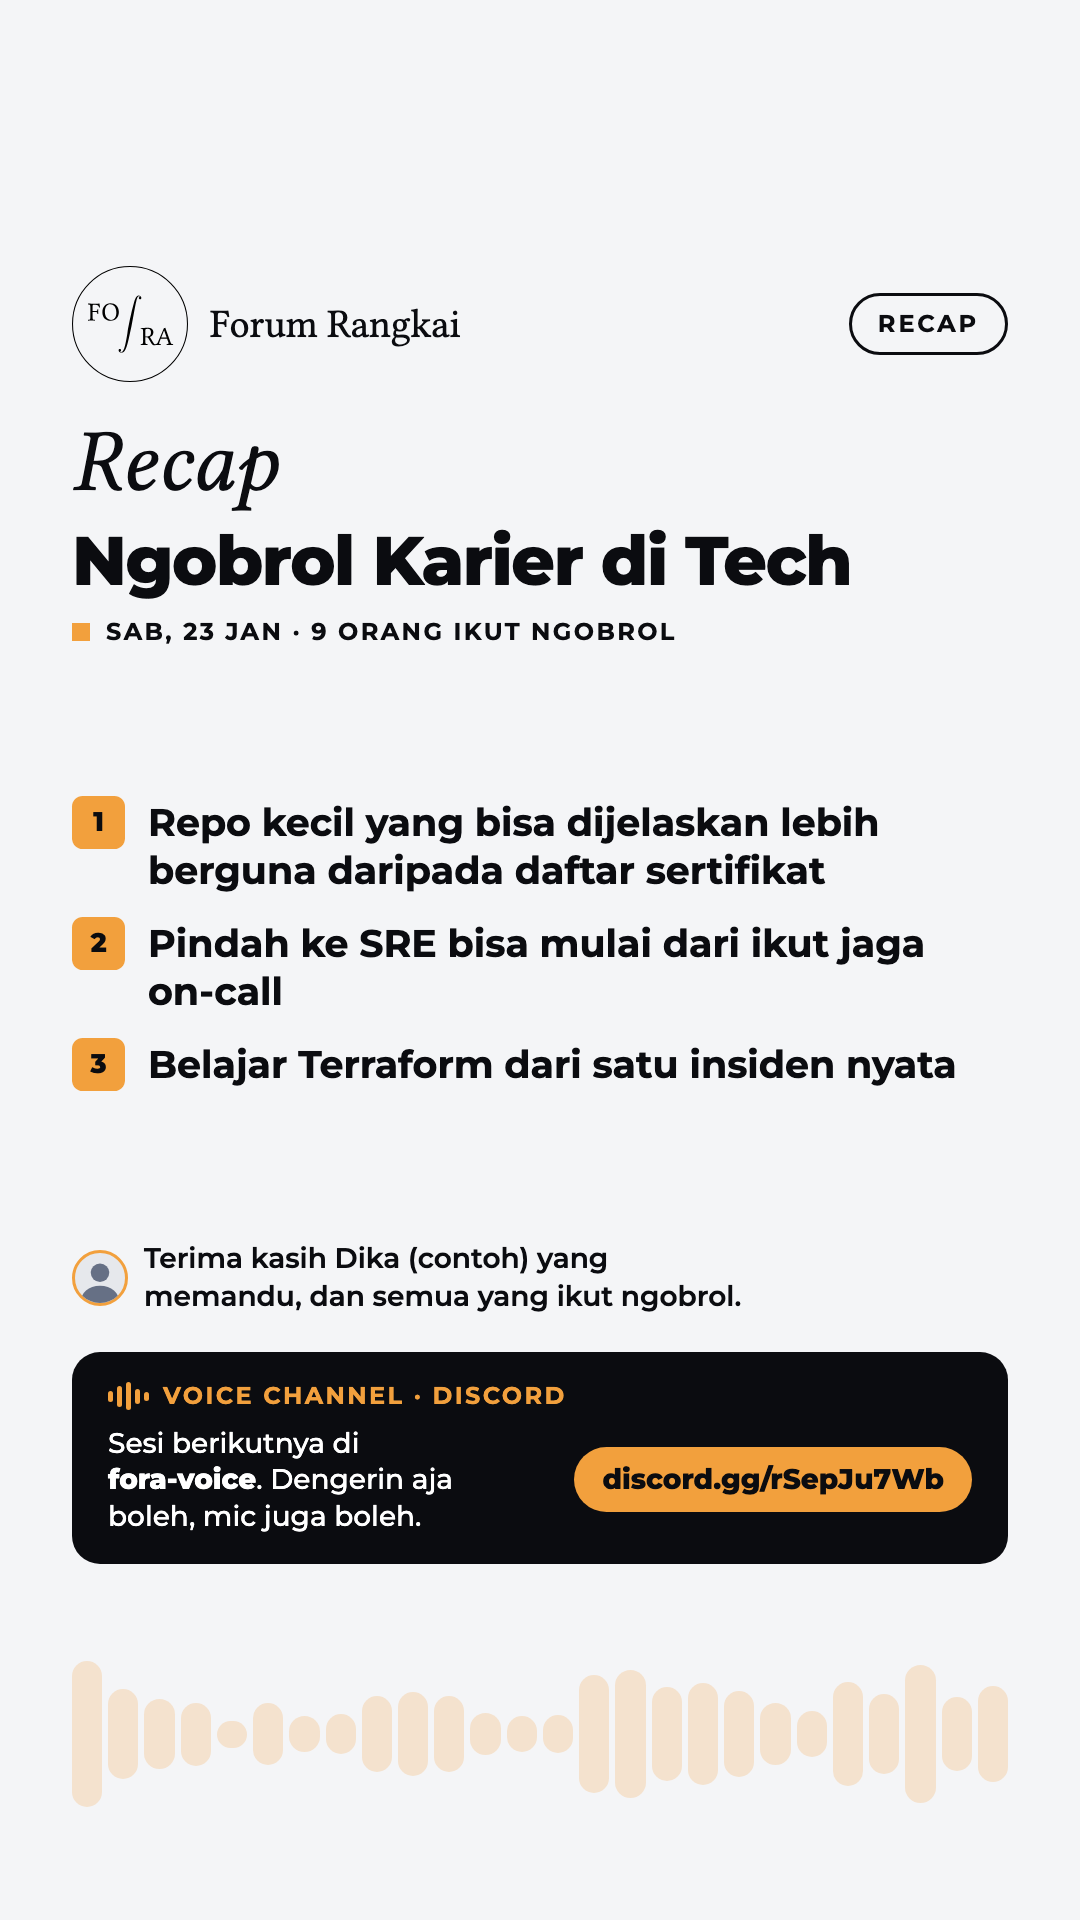 FO RA
Forum Rangkai
RECAP
Recap
Ngobrol Karier di Tech
SAB, 23 JAN · 9 ORANG IKUT NGOBROL
1 Repo kecil yang bisa dijelaskan lebih
berguna daripada daftar sertifikat
2 Pindah ke SRE bisa mulai dari ikut jaga
on-call
3 Belajar Terraform dari satu insiden nyata
Terima kasih Dika (contoh) yang
memandu, dan semua yang ikut ngobrol.
VOICE CHANNEL · DISCORD
Sesi berikutnya di
fora-voice. Dengerin aja
boleh, mic juga boleh.
discord.gg/rSepJu7Wb